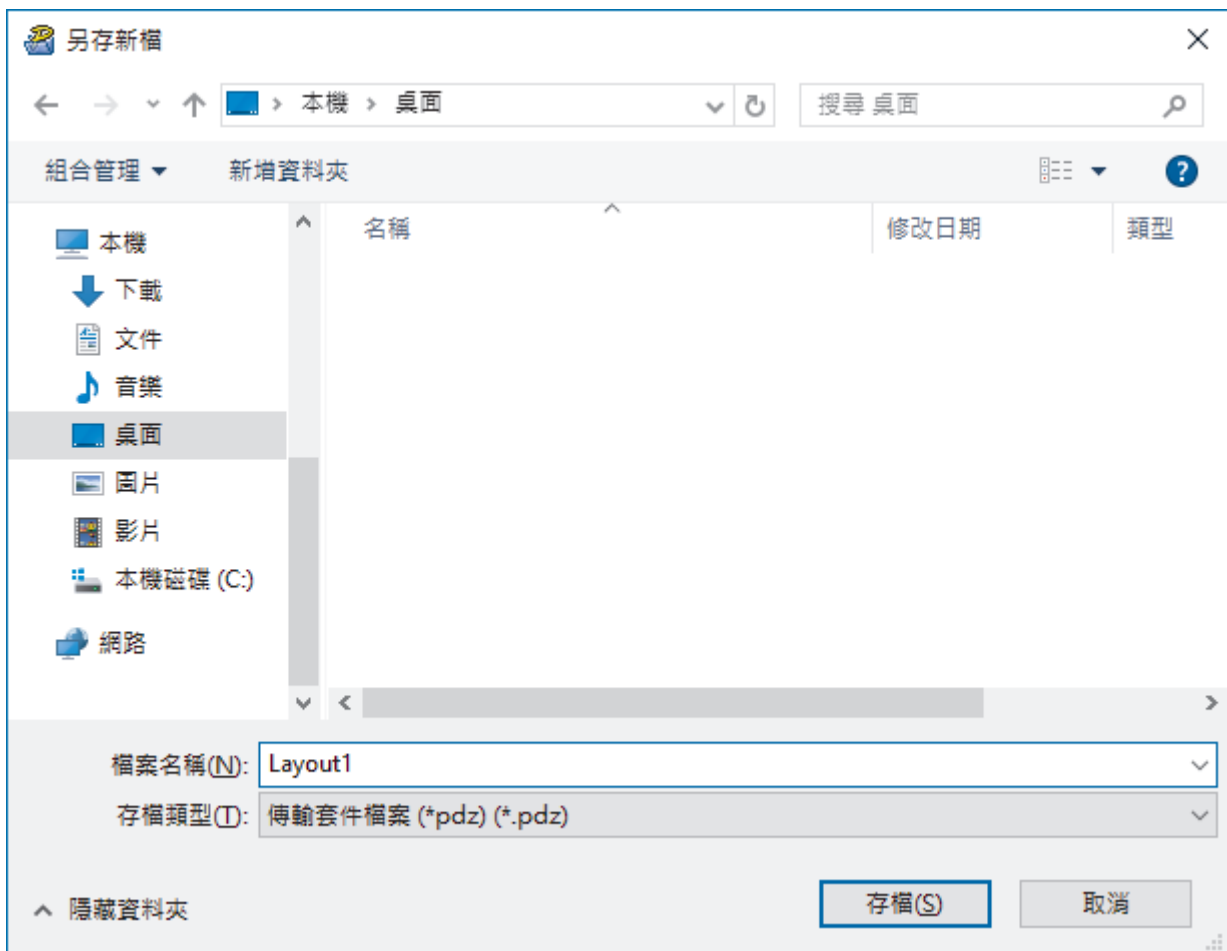 另存新檔
本機 桌面
搜尋 桌面
組合管理 新增資料夾
名稱 修改日期 類型
本機
下載
文件
音樂
桌面
圖片
影片
本機磁碟 (C:)
網路
檔案名稱(N): Layout1
存檔類型(T): 傳輸套件檔案 (*pdz) (*.pdz)
隱藏資料夾 存檔(S) 取消